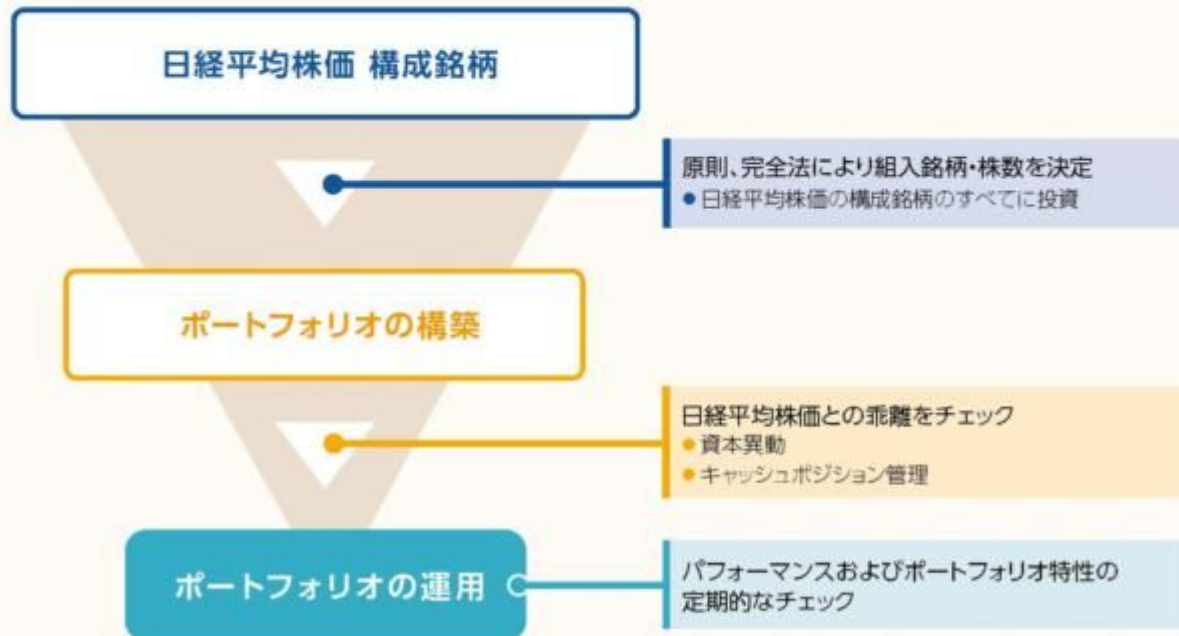 日経平均株価 構成銘柄
原則、完全法により組入銘柄・株数を決定
● 日経平均株価の構成銘柄のすべてに投資
ポートフォリオの構築
日経平均株価との乖離をチェック
● 資本異動
● キャッシュポジション管理
ポートフォリオの運用
パフォーマンスおよびポートフォリオ特性の
定期的なチェック